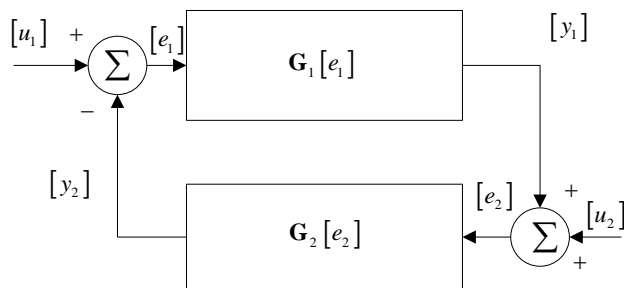 [u₁]
+
Σ
−
[e₁]
G₁[e₁]
[y₁]
[y₂]
G₂[e₂]
[e₂]
+
Σ
[u₂]
+